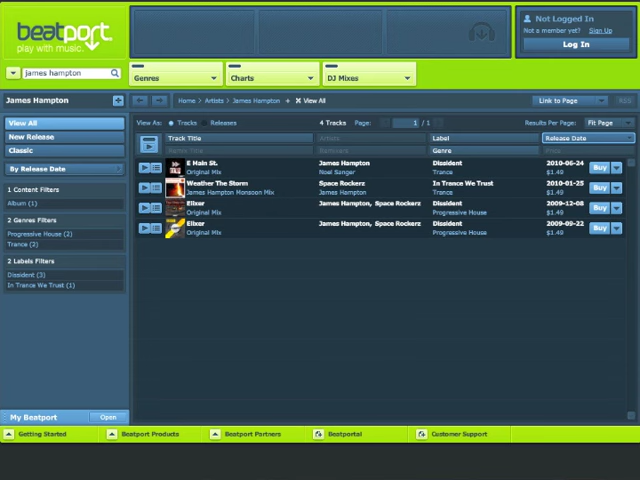 beatport
play with music.
james hampton
Genres
Charts
DJ Mixes
Not Logged In
Not a member yet? Sign Up
Log In
James Hampton
View All
New Release
Classic
By Release Date
1 Content Filters
Album (1)
2 Genres Filters
Progressive House (2)
Trance (2)
2 Labels Filters
Dissident (3)
In Trance We Trust (1)
My Beatport Open
Home > Artists > James Hampton + X View All
Link to Page RSS
View As: Tracks Releases 4 Tracks Page: 1 / 1 Results Per Page: Fit Page
Track Title Artists Label Release Date
Remix Title Remixers Genre Price
E Main St. James Hampton Dissident 2010-06-24
Original Mix Noel Sanger Trance $1.49 Buy
Weather The Storm Space Rockerz In Trance We Trust 2010-01-25
James Hampton Monsoon Mix James Hampton Trance $1.49 Buy
Elixer James Hampton, Space Rockerz Dissident 2009-12-08
Original Mix Progressive House $1.49 Buy
Elixer James Hampton, Space Rockerz Dissident 2009-09-22
Original Mix Progressive House $1.49 Buy
Getting Started Beatport Products Beatport Partners Beatportal Customer Support